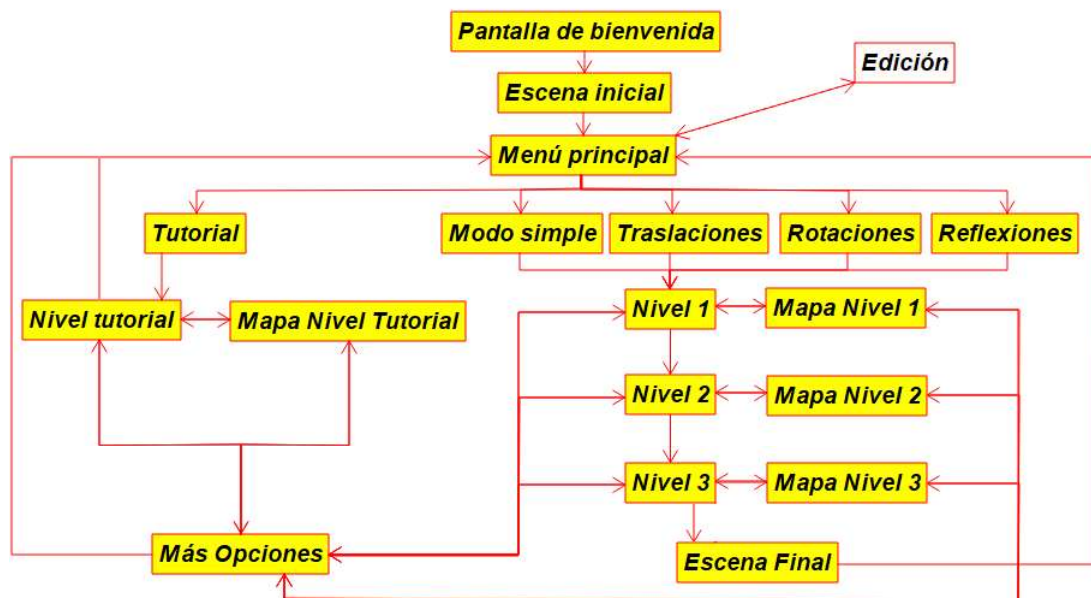 Pantalla de bienvenida
Edición
Escena inicial
Menú principal
Tutorial
Modo simple
Traslaciones
Rotaciones
Reflexiones
Nivel tutorial
Mapa Nivel Tutorial
Nivel 1
Mapa Nivel 1
Nivel 2
Mapa Nivel 2
Nivel 3
Mapa Nivel 3
Más Opciones
Escena Final